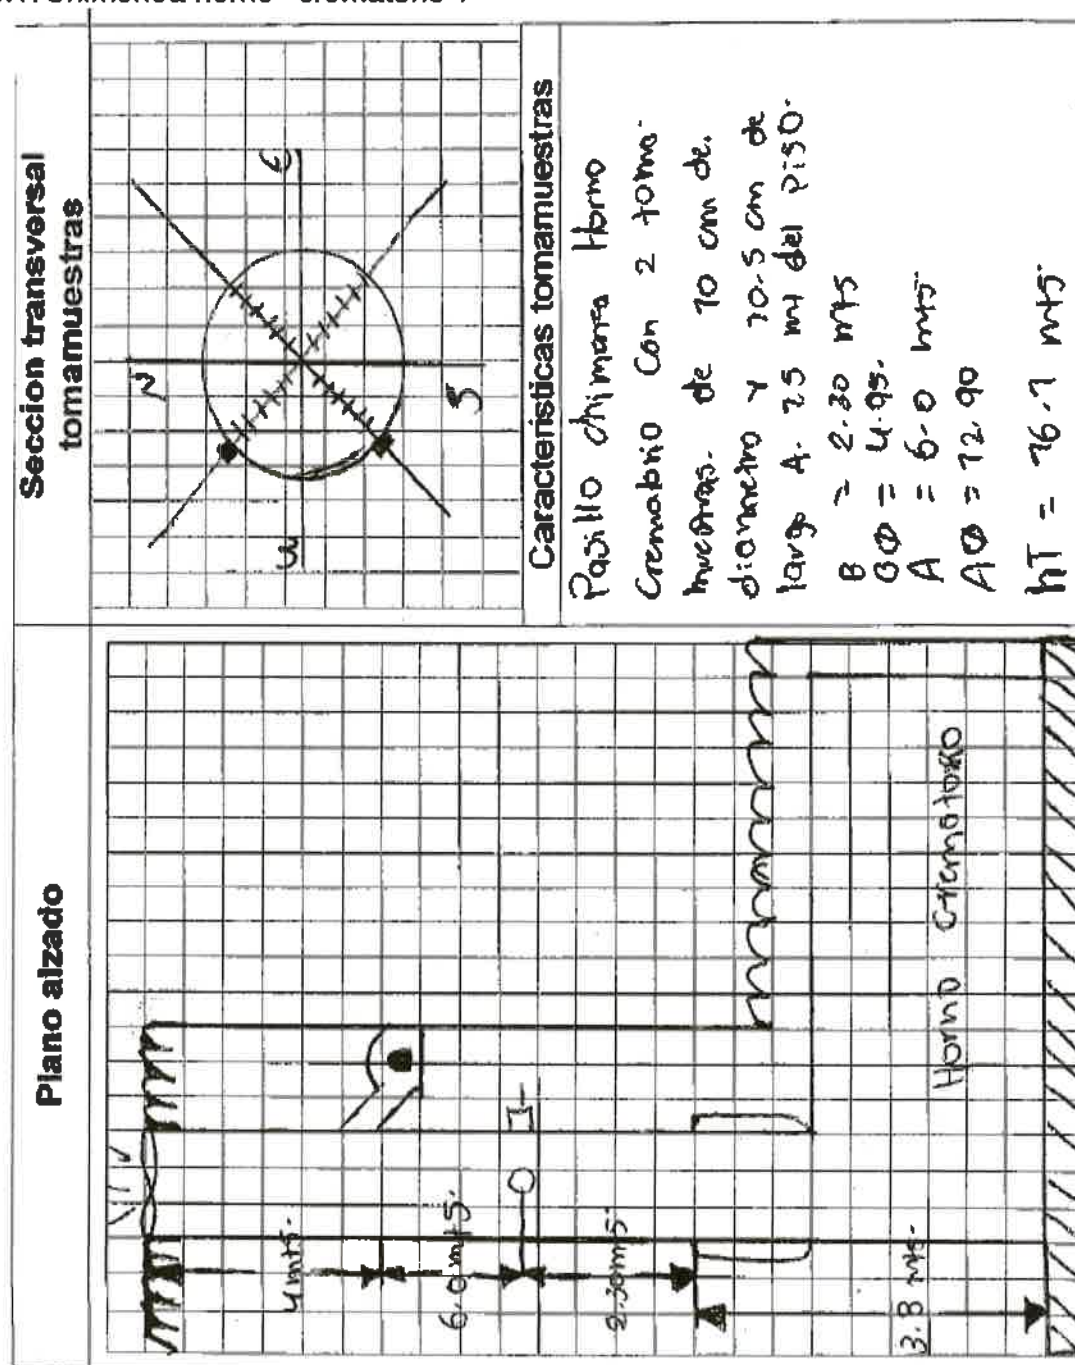 Plano alzado
4 mts.
6.0 mts.
2.30 mts.
3.8 mts.
Horno Crematorio
Seccion transversal
tomamuestras
N
E
S
W
Caracteristicas tomamuestras
Pasillo chimenea Horno
Crematorio Con 2 toma-
muestras. de 10 cm de.
diametro y 10.5 cm de
largo A. 25 mt del PISO.
B = 2.30 mts
BØ = 4.95.
A = 6.0 mts.
AØ = 12.90
hT = 16.1 mts.